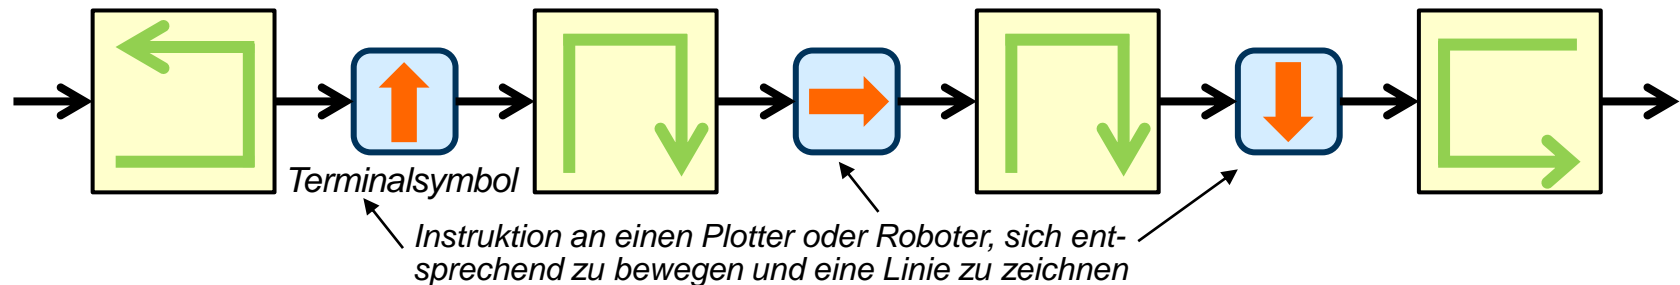 Terminalsymbol
Instruktion an einen Plotter oder Roboter, sich ent-
sprechend zu bewegen und eine Linie zu zeichnen